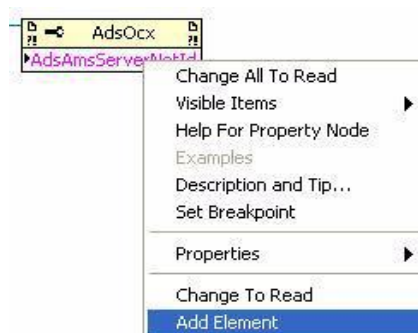 AdsOcx
AdsAmsServerNetId
Change All To Read
Visible Items
Help For Property Node
Examples
Description and Tip...
Set Breakpoint
Properties
Change To Read
Add Element